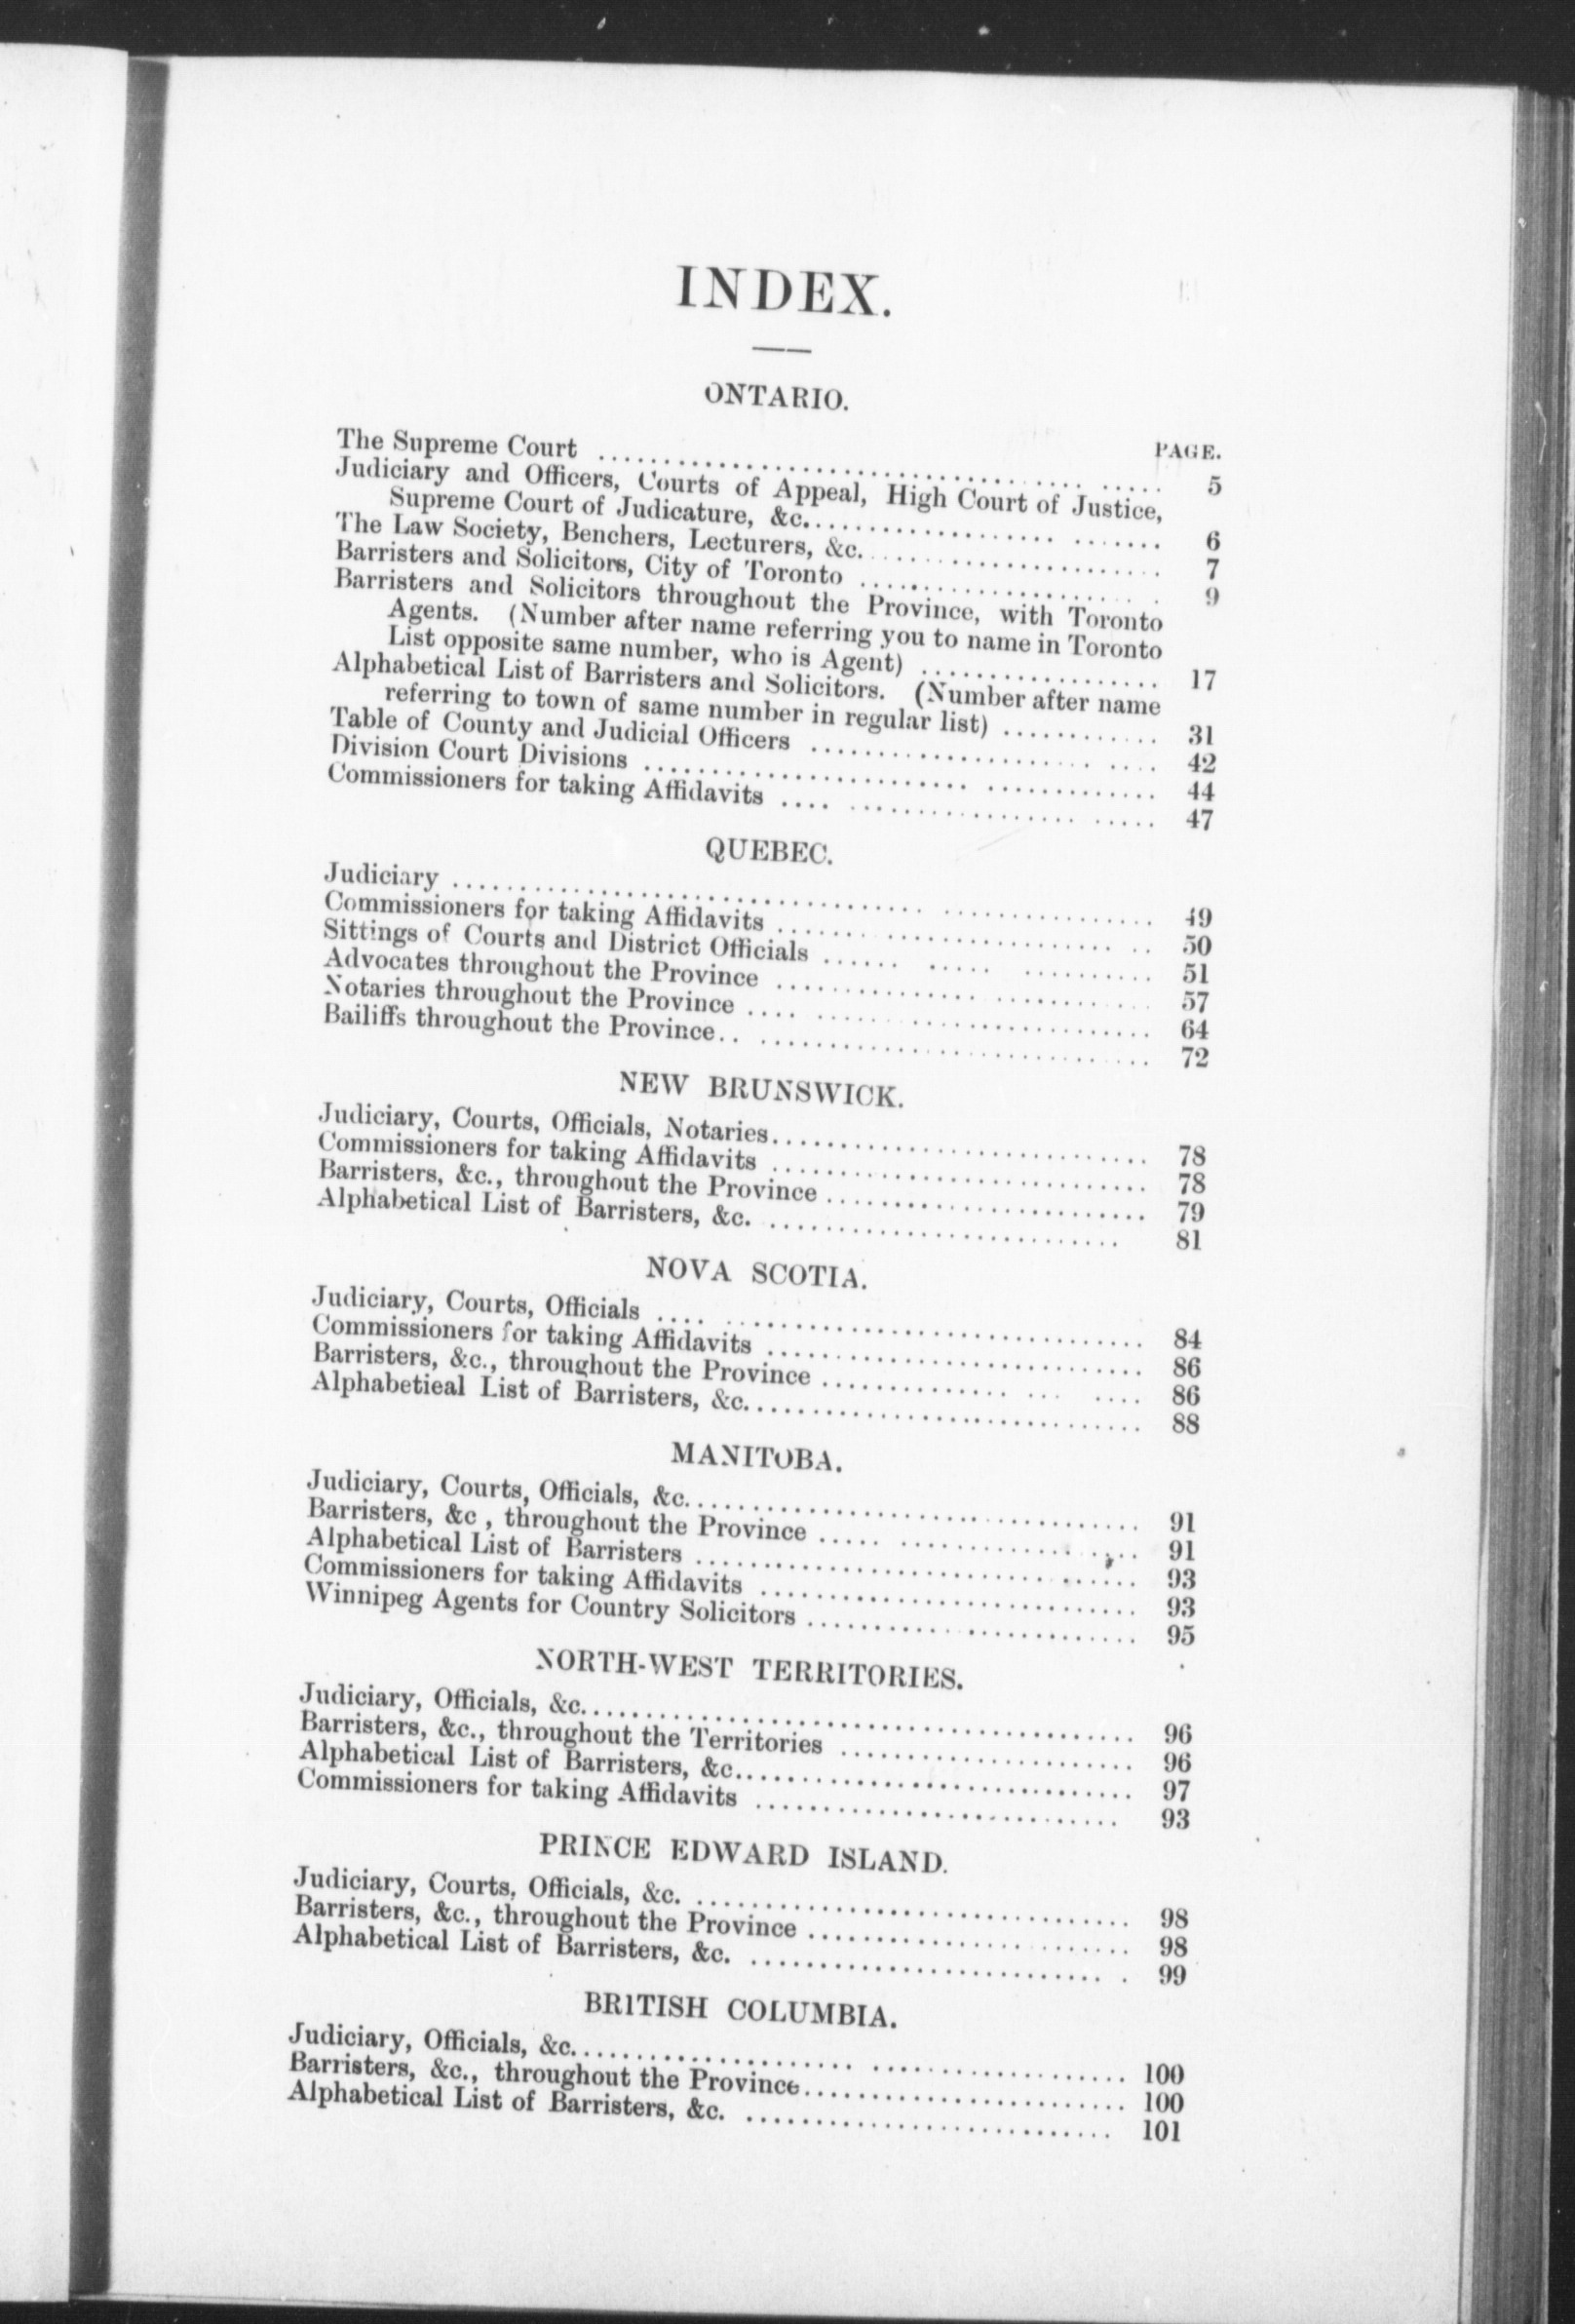 INDEX.
ONTARIO.
PAGE.
The Supreme Court .......... 5
Judiciary and Officers, Courts of Appeal, High Court of Justice,
Supreme Court of Judicature, &c. .......... 6
The Law Society, Benchers, Lecturers, &c. .......... 7
Barristers and Solicitors, City of Toronto .......... 9
Barristers and Solicitors throughout the Province, with Toronto
Agents. (Number after name referring you to name in Toronto
List opposite same number, who is Agent) .......... 17
Alphabetical List of Barristers and Solicitors. (Number after name
referring to town of same number in regular list) .......... 31
Table of County and Judicial Officers .......... 42
Division Court Divisions .......... 44
Commissioners for taking Affidavits .......... 47
QUEBEC.
Judiciary .......... 49
Commissioners for taking Affidavits .......... 50
Sittings of Courts and District Officials .......... 51
Advocates throughout the Province .......... 57
Notaries throughout the Province .......... 64
Bailiffs throughout the Province .......... 72
NEW BRUNSWICK.
Judiciary, Courts, Officials, Notaries .......... 78
Commissioners for taking Affidavits .......... 78
Barristers, &c., throughout the Province .......... 79
Alphabetical List of Barristers, &c. .......... 81
NOVA SCOTIA.
Judiciary, Courts, Officials .......... 84
Commissioners for taking Affidavits .......... 86
Barristers, &c., throughout the Province .......... 86
Alphabetieal List of Barristers, &c. .......... 88
MANITOBA.
Judiciary, Courts, Officials, &c. .......... 91
Barristers, &c , throughout the Province .......... 91
Alphabetical List of Barristers .......... 93
Commissioners for taking Affidavits .......... 93
Winnipeg Agents for Country Solicitors .......... 95
NORTH-WEST TERRITORIES.
Judiciary, Officials, &c. .......... 96
Barristers, &c., throughout the Territories .......... 96
Alphabetical List of Barristers, &c. .......... 97
Commissioners for taking Affidavits .......... 93
PRINCE EDWARD ISLAND.
Judiciary, Courts, Officials, &c. .......... 98
Barristers, &c., throughout the Province .......... 98
Alphabetical List of Barristers, &c. .......... 99
BRITISH COLUMBIA.
Judiciary, Officials, &c. .......... 100
Barristers, &c., throughout the Province .......... 100
Alphabetical List of Barristers, &c. .......... 101